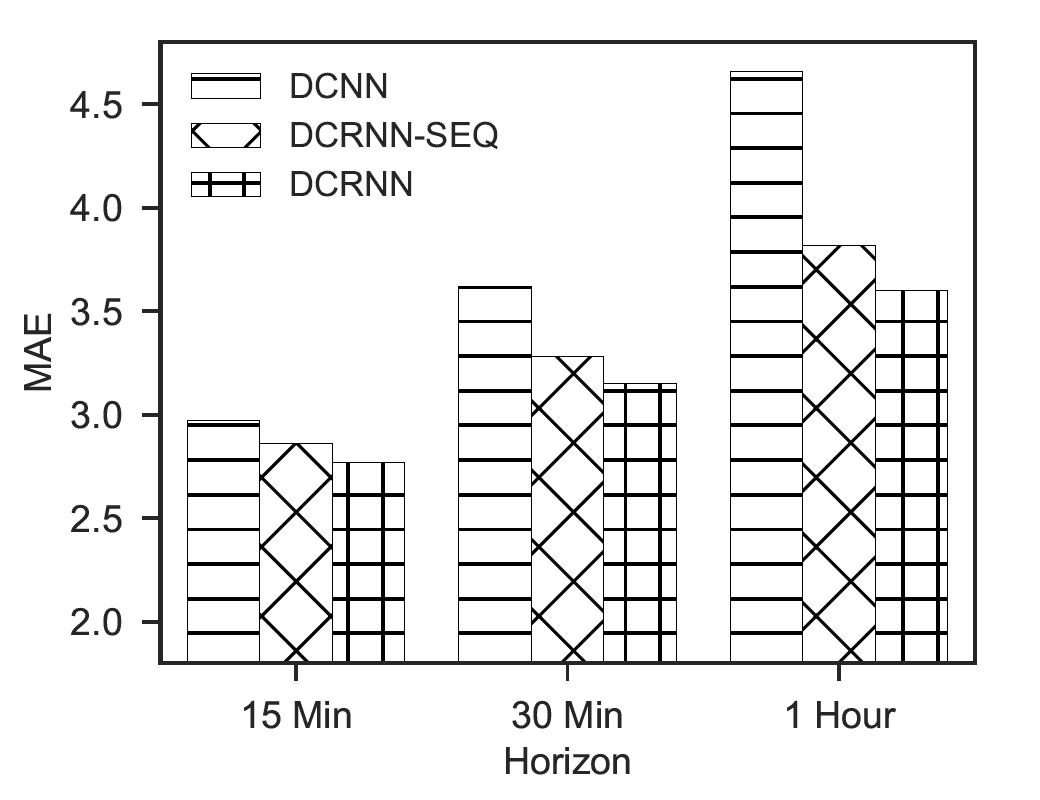 DCNN
DCRNN-SEQ
DCRNN
MAE
4.5
4.0
3.5
3.0
2.5
2.0
15 Min
30 Min
1 Hour
Horizon